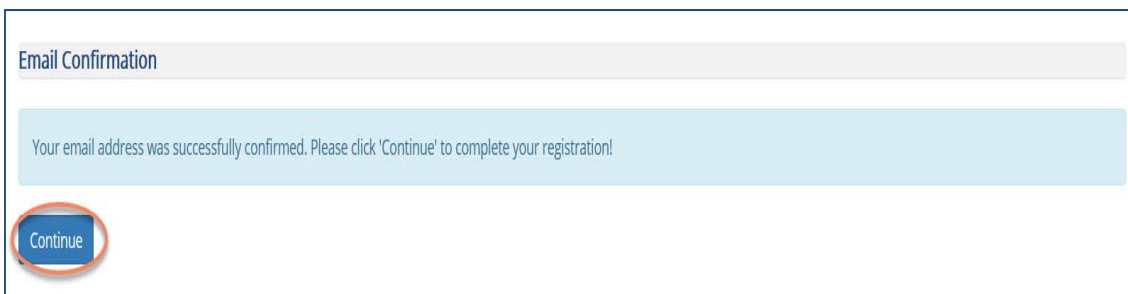 Email Confirmation
Your email address was successfully confirmed. Please click 'Continue' to complete your registration!
Continue